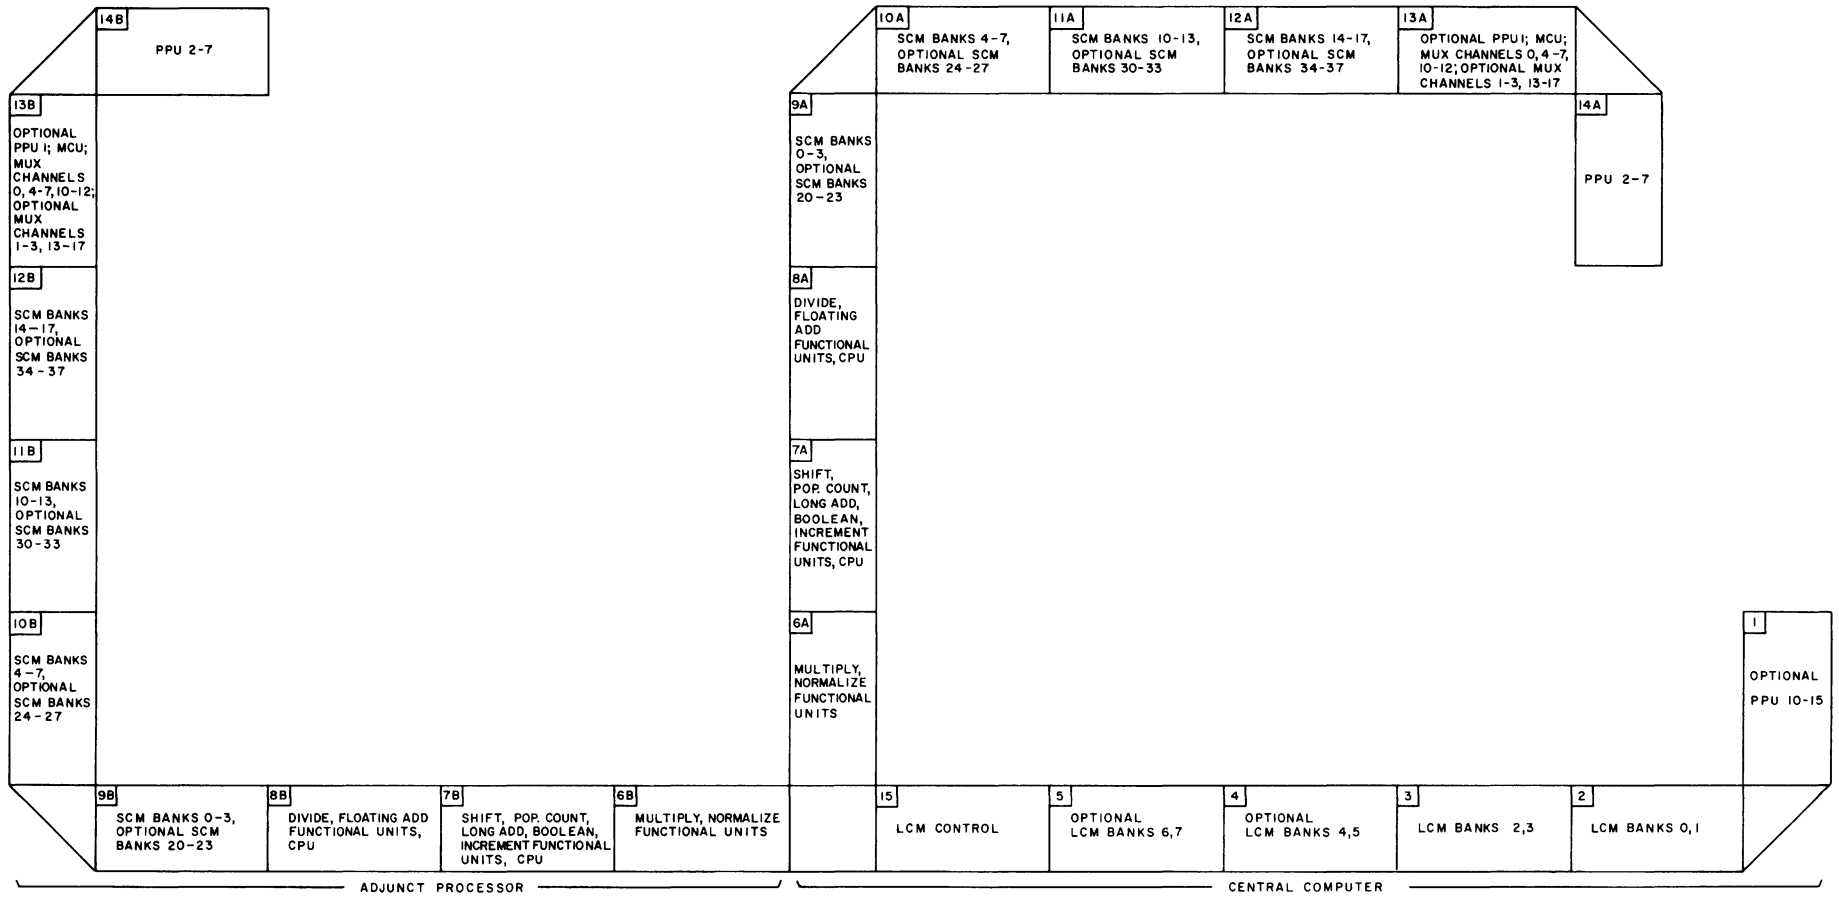 14B
PPU 2-7
13B
OPTIONAL
PPU 1; MCU;
MUX
CHANNELS
0, 4-7, 10-12;
OPTIONAL
MUX
CHANNELS
1-3, 13-17
12B
SCM BANKS
14-17,
OPTIONAL
SCM BANKS
34-37
11B
SCM BANKS
10-13,
OPTIONAL
SCM BANKS
30-33
10B
SCM BANKS
4-7,
OPTIONAL
SCM BANKS
24-27
9B
SCM BANKS 0-3,
OPTIONAL SCM
BANKS 20-23
8B
DIVIDE, FLOATING ADD
FUNCTIONAL UNITS,
CPU
7B
SHIFT, POP. COUNT,
LONG ADD, BOOLEAN,
INCREMENT FUNCTIONAL
UNITS, CPU
6B
MULTIPLY, NORMALIZE
FUNCTIONAL UNITS
ADJUNCT PROCESSOR
10A
SCM BANKS 4-7,
OPTIONAL SCM
BANKS 24-27
11A
SCM BANKS 10-13,
OPTIONAL SCM
BANKS 30-33
12A
SCM BANKS 14-17,
OPTIONAL SCM
BANKS 34-37
13A
OPTIONAL PPU1; MCU;
MUX CHANNELS 0, 4-7,
10-12; OPTIONAL MUX
CHANNELS 1-3, 13-17
14A
PPU 2-7
9A
SCM BANKS
0-3,
OPTIONAL
SCM BANKS
20-23
8A
DIVIDE,
FLOATING
ADD
FUNCTIONAL
UNITS, CPU
7A
SHIFT,
POP. COUNT,
LONG ADD,
BOOLEAN,
INCREMENT
FUNCTIONAL
UNITS, CPU
6A
MULTIPLY,
NORMALIZE
FUNCTIONAL
UNITS
1
OPTIONAL
PPU 10-15
15
LCM CONTROL
5
OPTIONAL
LCM BANKS 6,7
4
OPTIONAL
LCM BANKS 4,5
3
LCM BANKS 2,3
2
LCM BANKS 0,1
CENTRAL COMPUTER